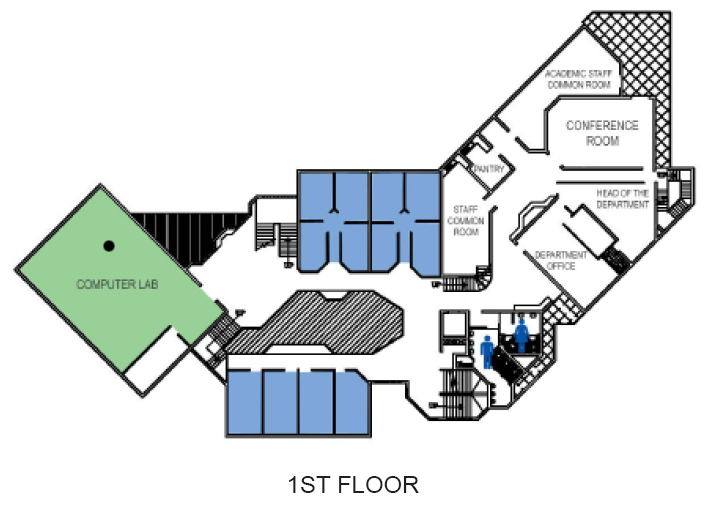 ACADEMIC STAFF
COMMON ROOM
CONFERENCE
ROOM
PANTRY
HEAD OF THE
DEPARTMENT
STAFF
COMMON
ROOM
DEPARTMENT
OFFICE
COMPUTER LAB
UP
1ST FLOOR